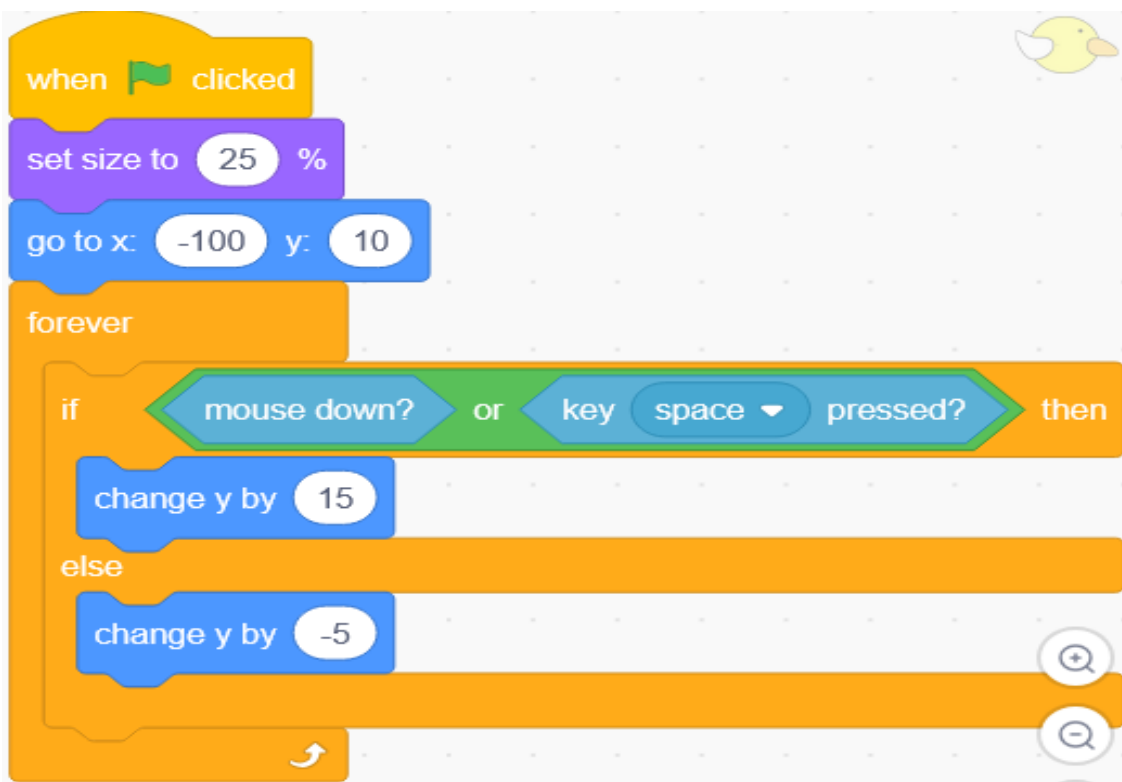 when clicked
set size to 25 %
go to x: -100 y: 10
forever
if mouse down? or key space pressed? then
change y by 15
else
change y by -5